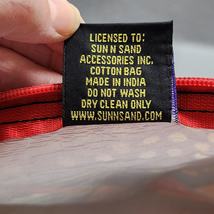 LICENSED TO:
SUN N SAND
ACCESSORIES INC.
COTTON BAG
MADE IN INDIA
DO NOT WASH
DRY CLEAN ONLY
WWW.SUNNSAND.COM